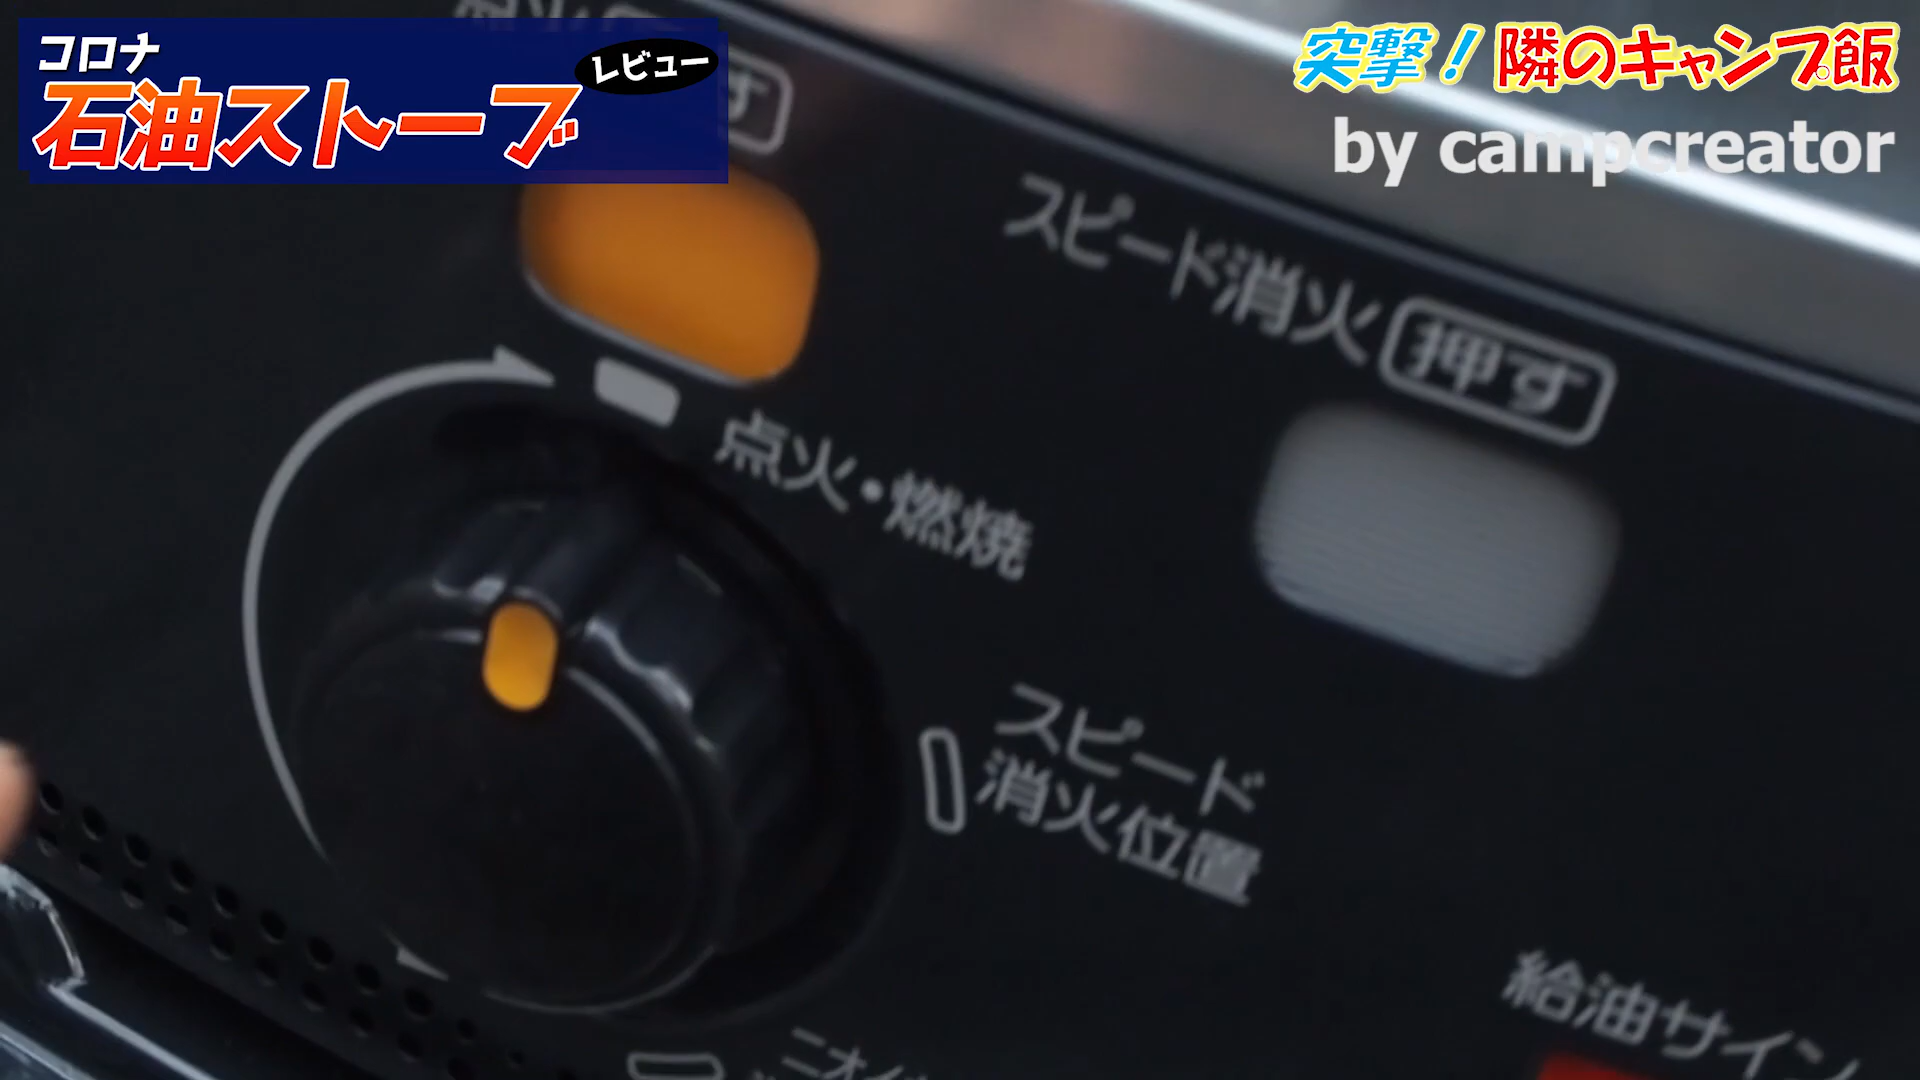 コロナ
石油ストーブ
レビュー
突撃！隣のキャンプ飯
by campcreator
スピード消火 押す
点火・燃焼
スピード
消火位置
給油サイン